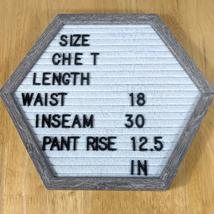 SIZE
CHE T
LENGTH
WAIST 18
INSEAM 30
PANT RISE 12.5
IN